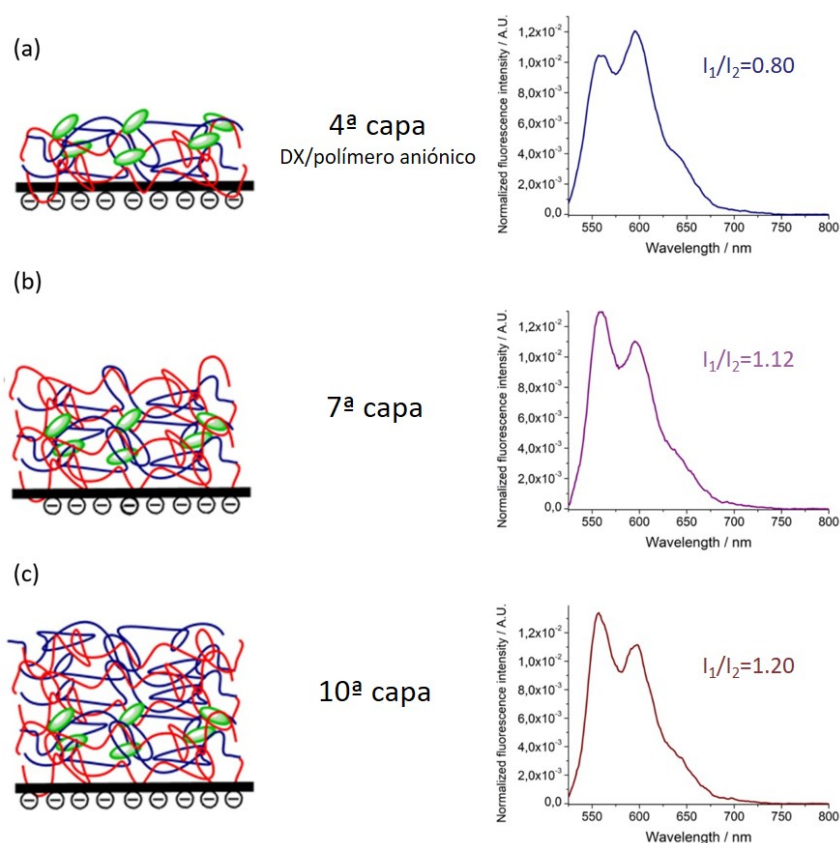 (a)
4ª capa
DX/polímero aniónico
Normalized fluorescence intensity / A.U.
1,2x10⁻²
1,0x10⁻²
8,0x10⁻³
6,0x10⁻³
4,0x10⁻³
2,0x10⁻³
0,0
I₁/I₂=0.80
550 600 650 700 750 800
Wavelength / nm
(b)
7ª capa
Normalized fluorescence intensity / A.U.
1,2x10⁻²
1,0x10⁻²
8,0x10⁻³
6,0x10⁻³
4,0x10⁻³
2,0x10⁻³
0,0
I₁/I₂=1.12
550 600 650 700 750 800
Wavelength / nm
(c)
10ª capa
Normalized fluorescence intensity / A.U.
1,2x10⁻²
1,0x10⁻²
8,0x10⁻³
6,0x10⁻³
4,0x10⁻³
2,0x10⁻³
0,0
I₁/I₂=1.20
550 600 650 700 750 800
Wavelength / nm